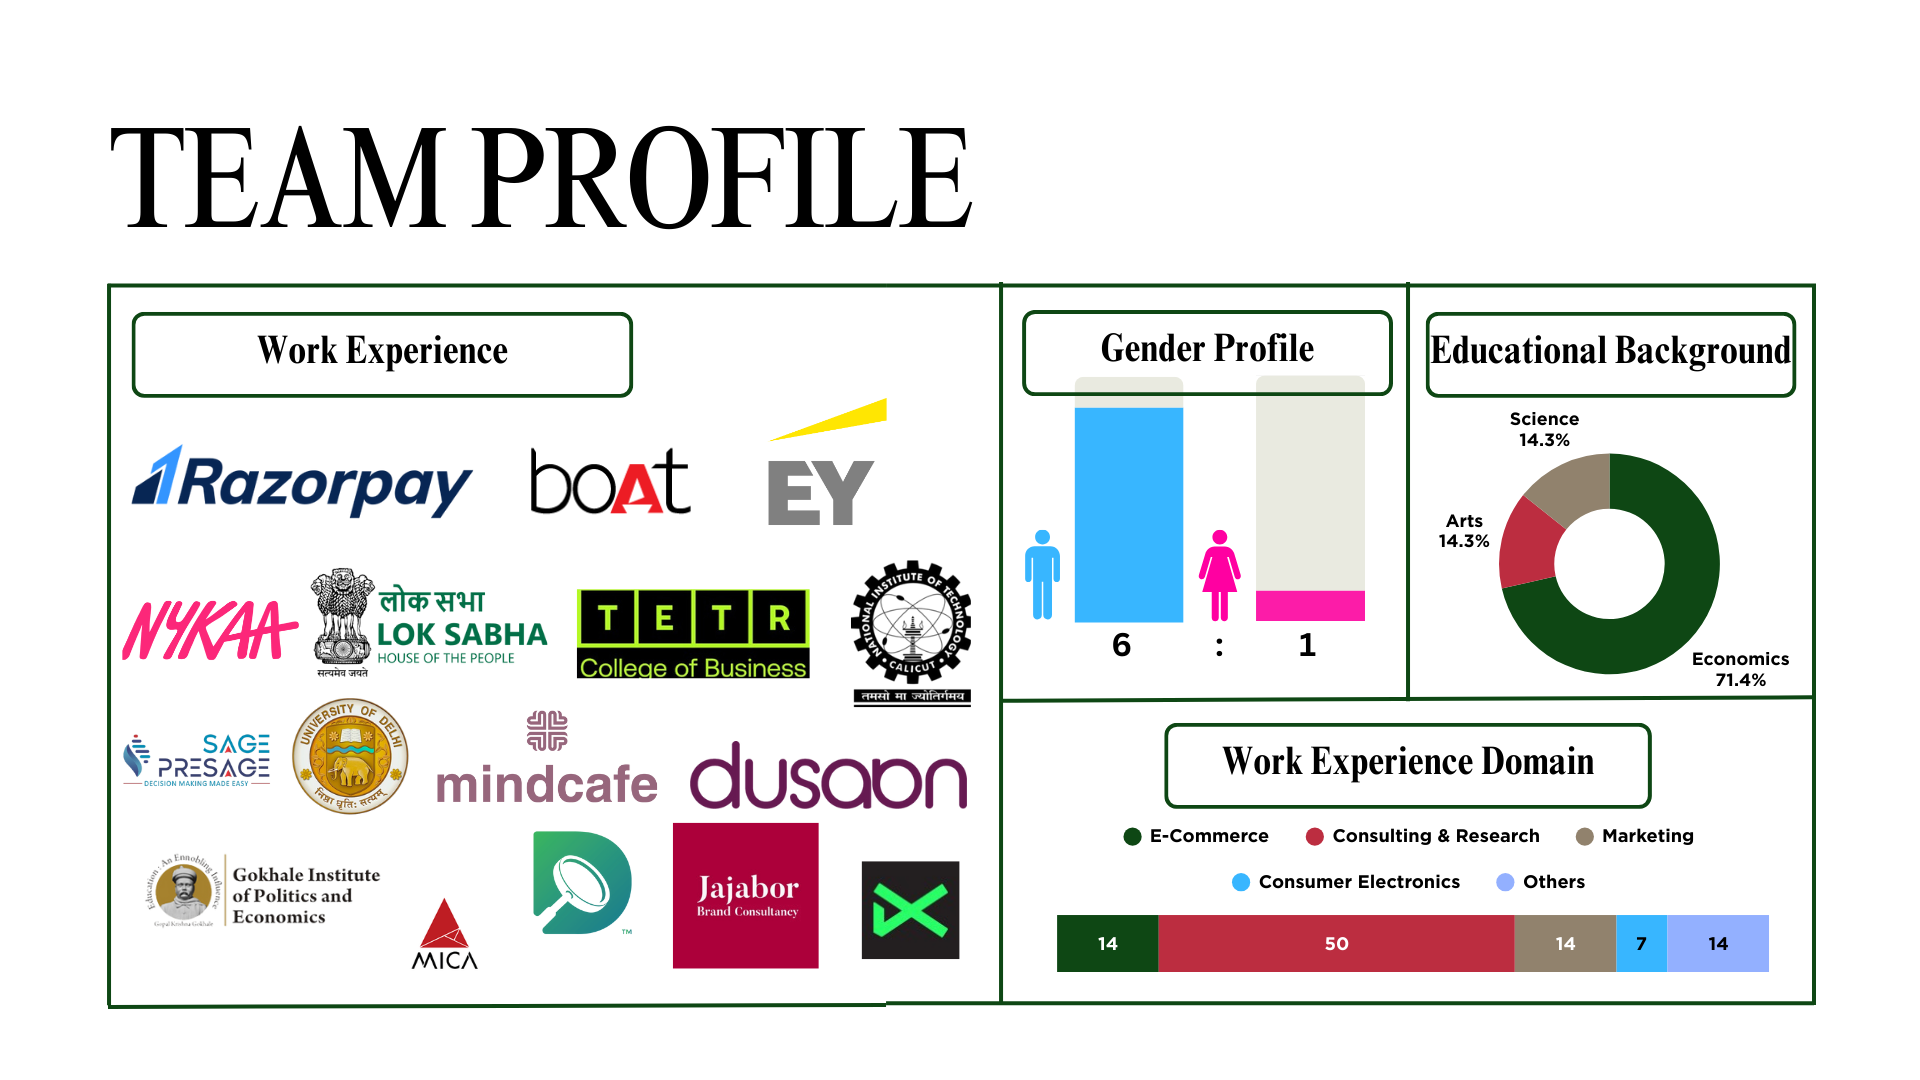 TEAM PROFILE
Work Experience
Razorpay
boAt
EY
NYKAA
लोक सभा
LOK SABHA
HOUSE OF THE PEOPLE
सत्यमेव जयते
TETR
College of Business
NATIONAL INSTITUTE OF TECHNOLOGY
CALICUT
तमसो मा ज्योतिर्गमय
SAGE
PRESAGE
DECISION MAKING MADE EASY
UNIVERSITY OF DELHI
निष्ठा धृतिः सत्यम्
mindcafe
dusaan
Education : An Ennobling Influence
Gopal Krishna Gokhale
Gokhale Institute
of Politics and
Economics
MICA
TM
Jajabor
Brand Consultancy
Gender Profile
6 : 1
Educational Background
Science
14.3%
Arts
14.3%
Economics
71.4%
Work Experience Domain
E-Commerce
Consulting & Research
Marketing
Consumer Electronics
Others
14 50 14 7 14